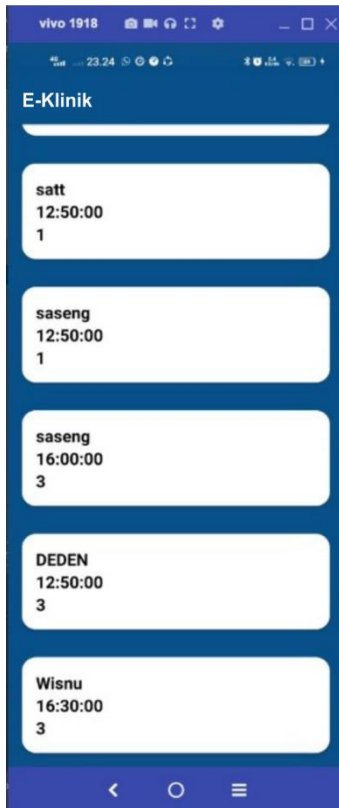 vivo 1918
23.24
E-Klinik
satt
12:50:00
1
saseng
12:50:00
1
saseng
16:00:00
3
DEDEN
12:50:00
3
Wisnu
16:30:00
3